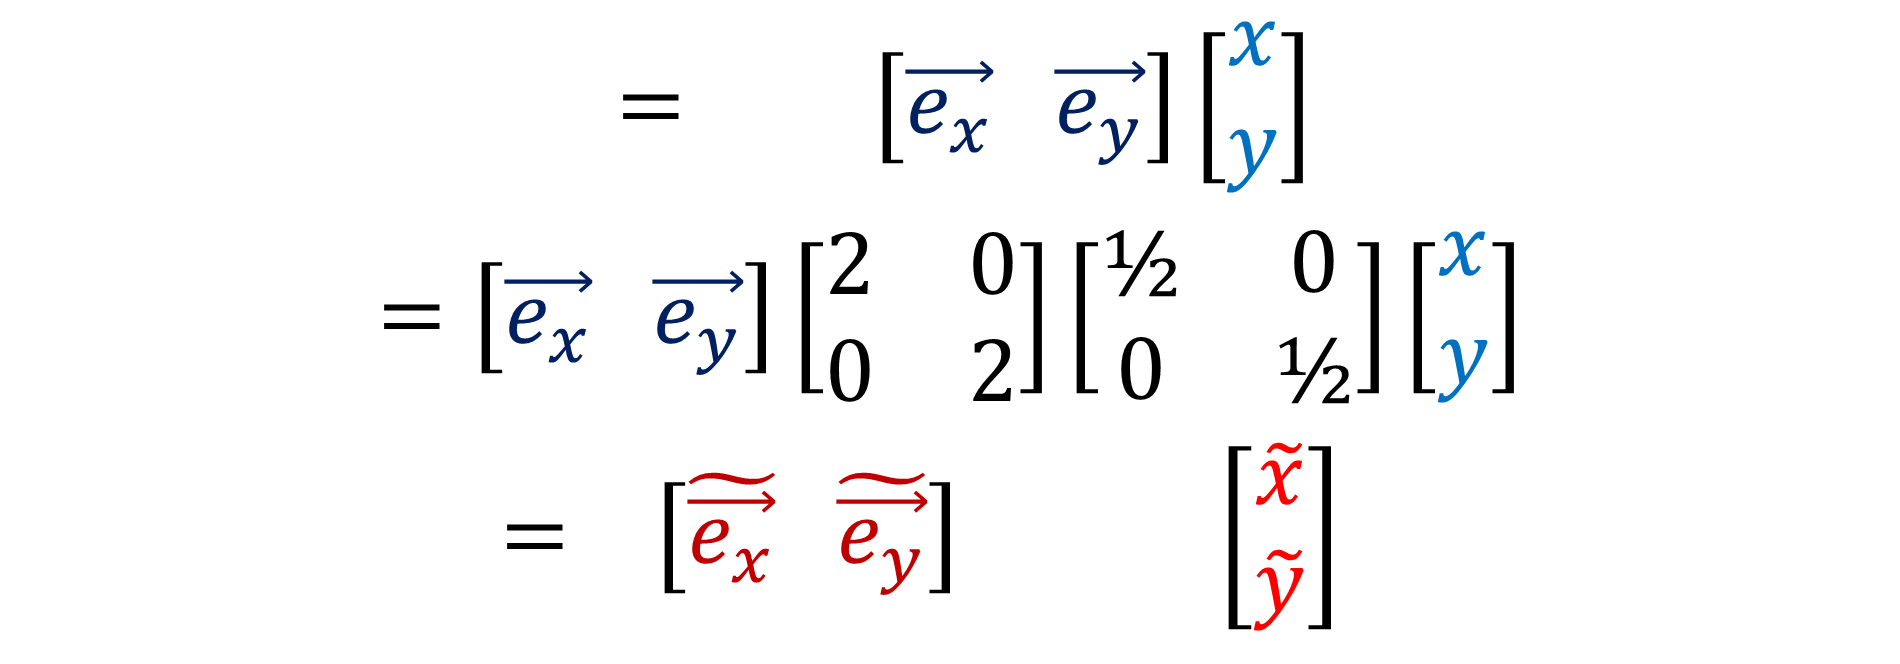 = [e⃗ₓ e⃗ᵧ] [x y]
= [e⃗ₓ e⃗ᵧ] [2 0 0 2] [½ 0 0 ½] [x y]
= [ẽ⃗ₓ ẽ⃗ᵧ] [x̃ ỹ]